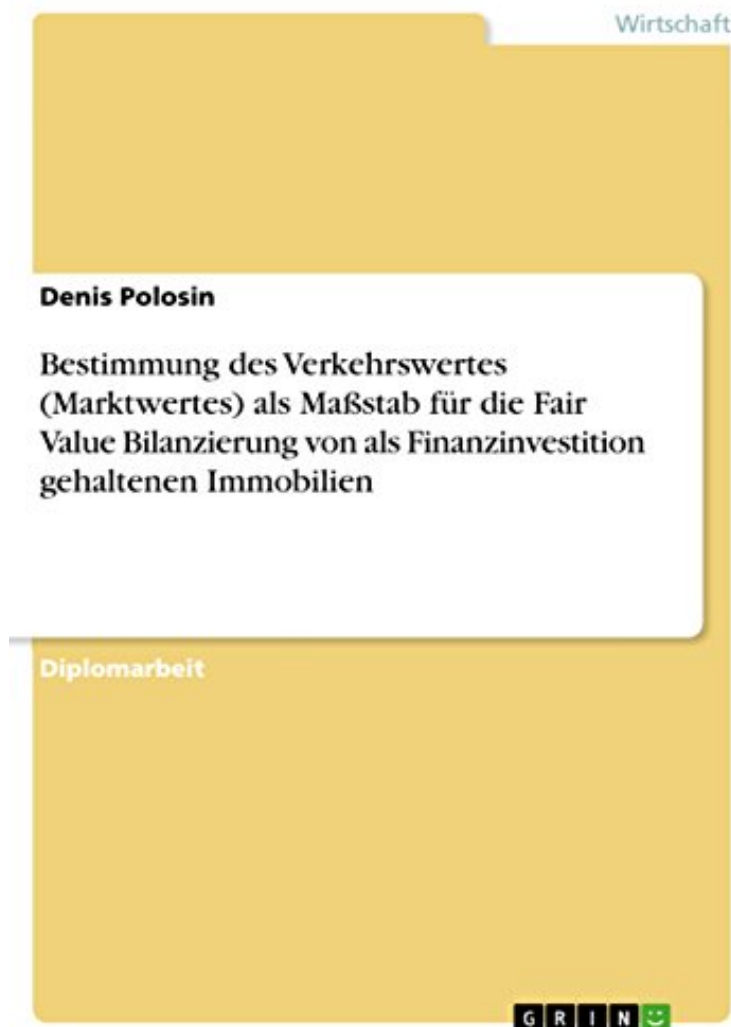 Wirtschaft
Denis Polosin
Bestimmung des Verkehrswertes
(Marktwertes) als Maßstab für die Fair
Value Bilanzierung von als Finanzinvestition
gehaltenen Immobilien
Diplomarbeit
GRIN